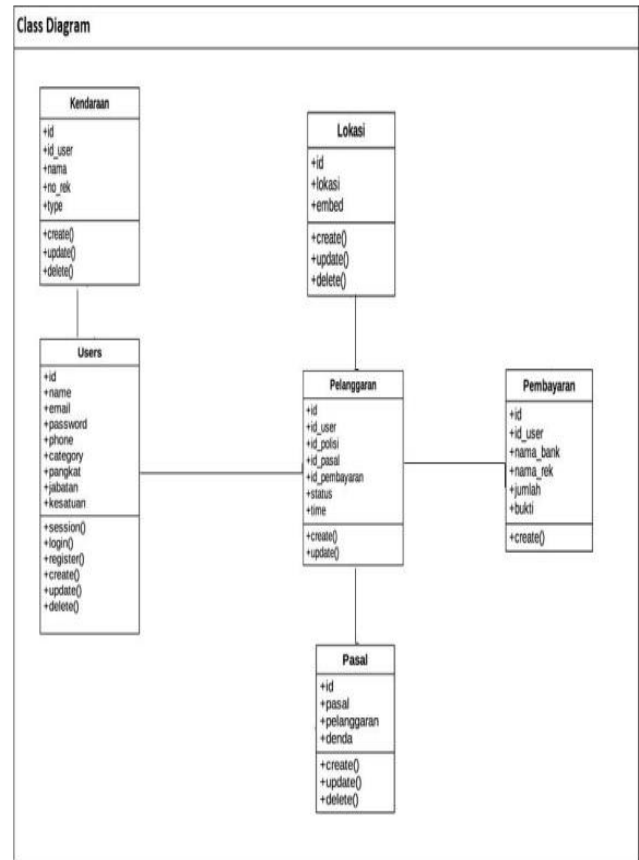 Class Diagram
Kendaraan
+id
+id_user
+nama
+no_rek
+type
+create()
+update()
+delete()
Lokasi
+id
+lokasi
+embed
+create()
+update()
+delete()
Users
+id
+name
+email
+password
+phone
+category
+pangkat
+jabatan
+kesatuan
+session()
+login()
+register()
+create()
+update()
+delete()
Pelanggaran
+id
+id_user
+id_polisi
+id_pasal
+id_pembayaran
+status
+time
+create()
+update()
Pembayaran
+id
+id_user
+nama_bank
+nama_rek
+jumlah
+bukti
+create()
Pasal
+id
+pasal
+pelanggaran
+denda
+create()
+update()
+delete()